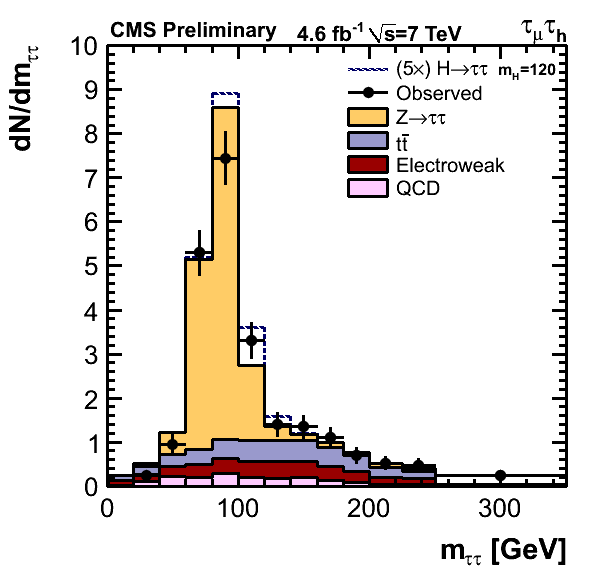 CMS Preliminary 4.6 fb⁻¹ √s=7 TeV τμτh
(5×) H→ττ mH=120
Observed
Z→ττ
tt̄
Electroweak
QCD
dN/dmττ
10
9
8
7
6
5
4
3
2
1
0
0 100 200 300
mττ [GeV]